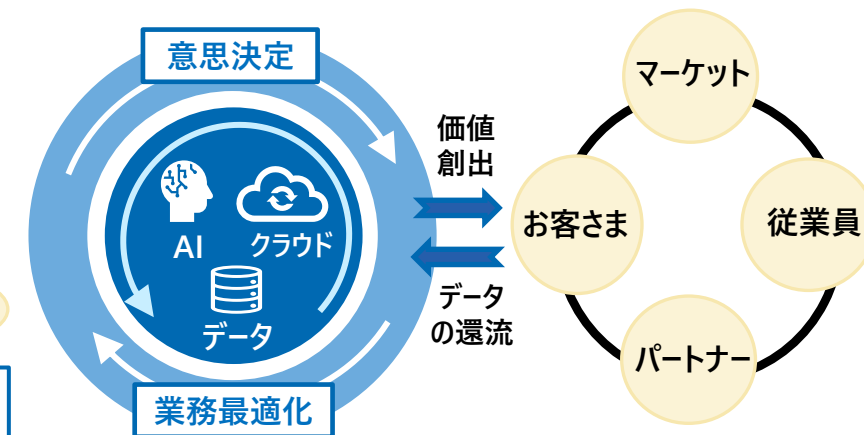 意思決定
AI
クラウド
データ
業務最適化
価値
創出
データ
の還流
マーケット
お客さま
従業員
パートナー